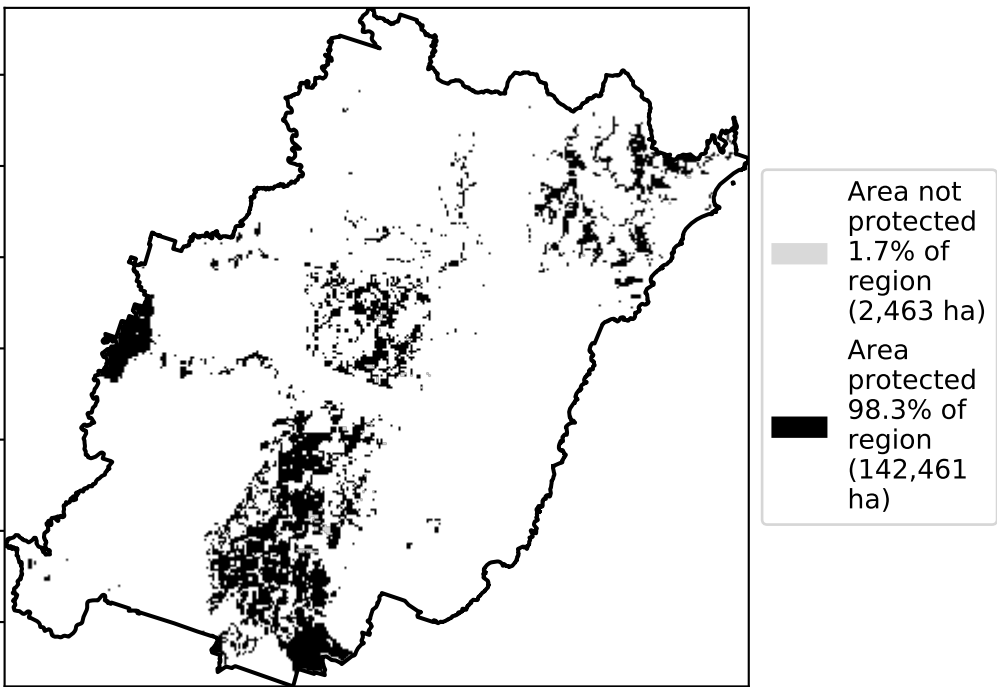 Area not
protected
1.7% of
region
(2,463 ha)
Area
protected
98.3% of
region
(142,461
ha)